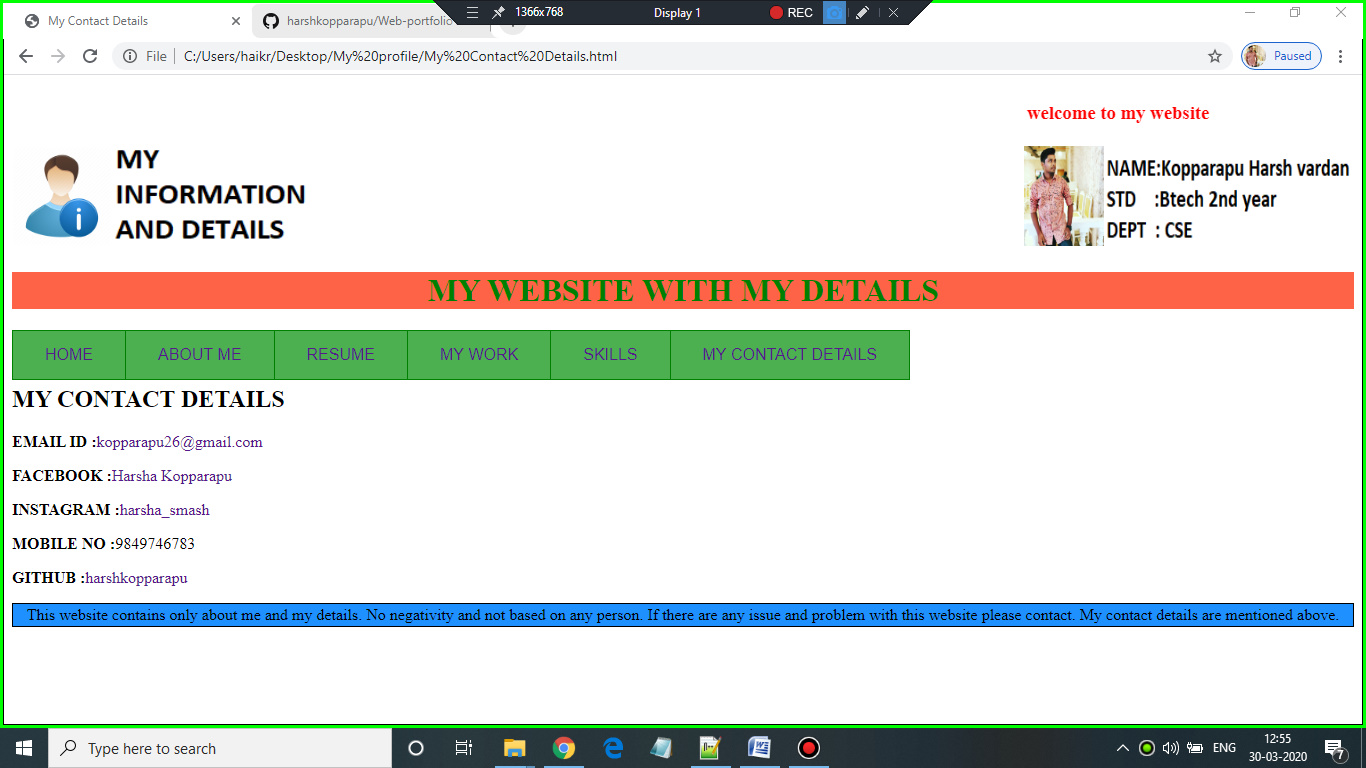 My Contact Details
harshkopparapu/Web-portfolio
1366x768
Display 1
REC
File
C:/Users/haikr/Desktop/My%20profile/My%20Contact%20Details.html
Paused
welcome to my website
MY
INFORMATION
AND DETAILS
i
NAME:Kopparapu Harsh vardan
STD :Btech 2nd year
DEPT : CSE
MY WEBSITE WITH MY DETAILS
HOME
ABOUT ME
RESUME
MY WORK
SKILLS
MY CONTACT DETAILS
MY CONTACT DETAILS
EMAIL ID :kopparapu26@gmail.com
FACEBOOK :Harsha Kopparapu
INSTAGRAM :harsha_smash
MOBILE NO :9849746783
GITHUB :harshkopparapu
This website contains only about me and my details. No negativity and not based on any person. If there are any issue and problem with this website please contact. My contact details are mentioned above.
Type here to search
ENG
12:55
30-03-2020
7